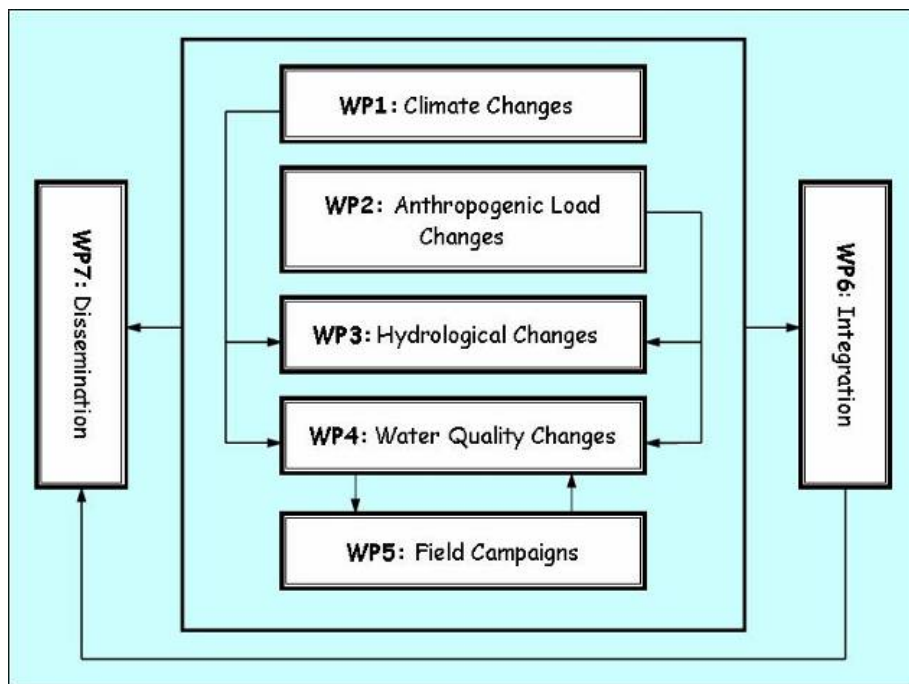 WP1: Climate Changes
WP2: Anthropogenic Load
Changes
WP3: Hydrological Changes
WP4: Water Quality Changes
WP5: Field Campaigns
WP7: Dissemination
WP6: Integration